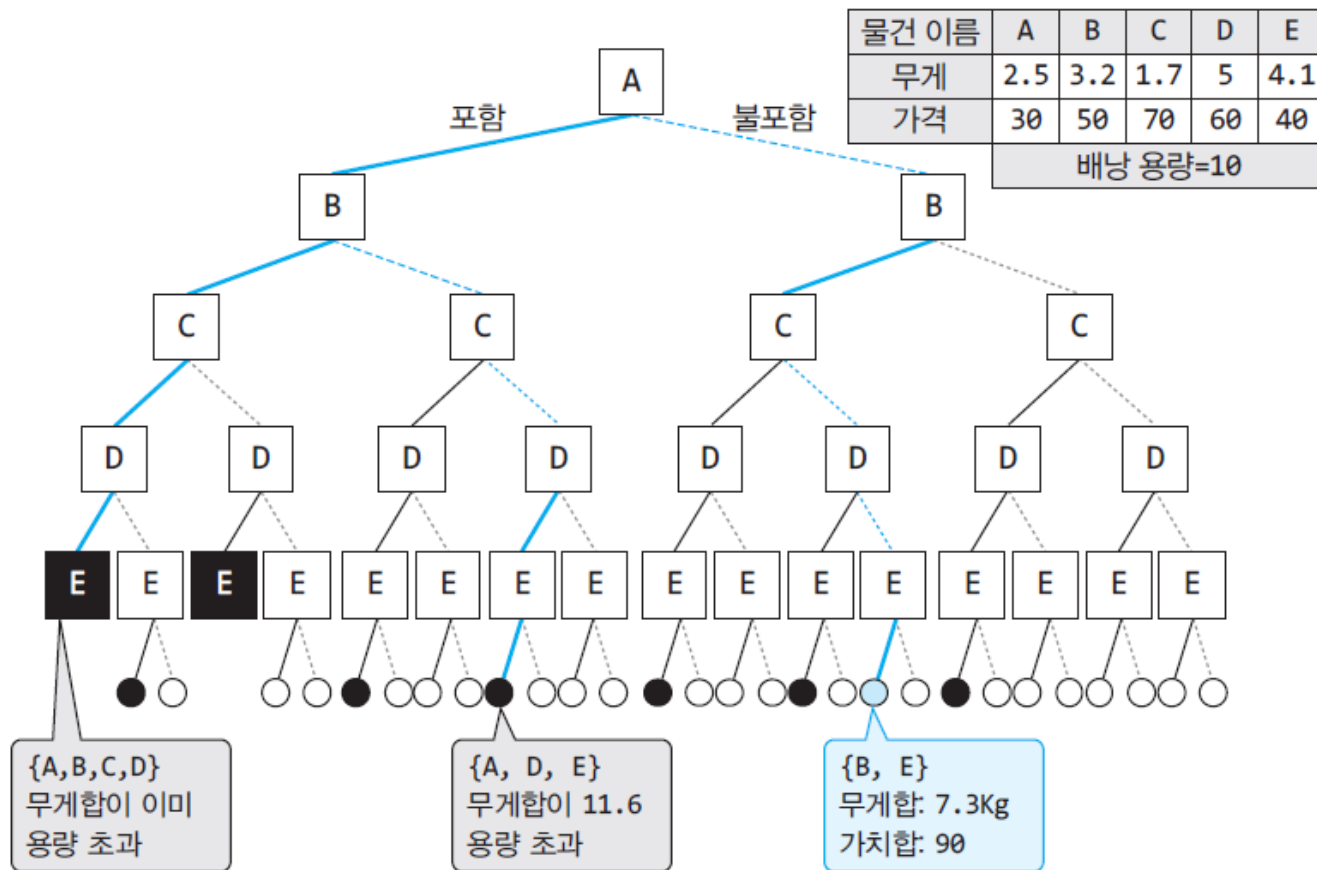 물건 이름 A B C D E
무게 2.5 3.2 1.7 5 4.1
가격 30 50 70 60 40
배낭 용량=10
A
포함 불포함
B B
C C C C
D D D D D D D D
E E E E E E E E E E E E E E E E
{A,B,C,D}
무게합이 이미
용량 초과
{A, D, E}
무게합이 11.6
용량 초과
{B, E}
무게합: 7.3Kg
가치합: 90